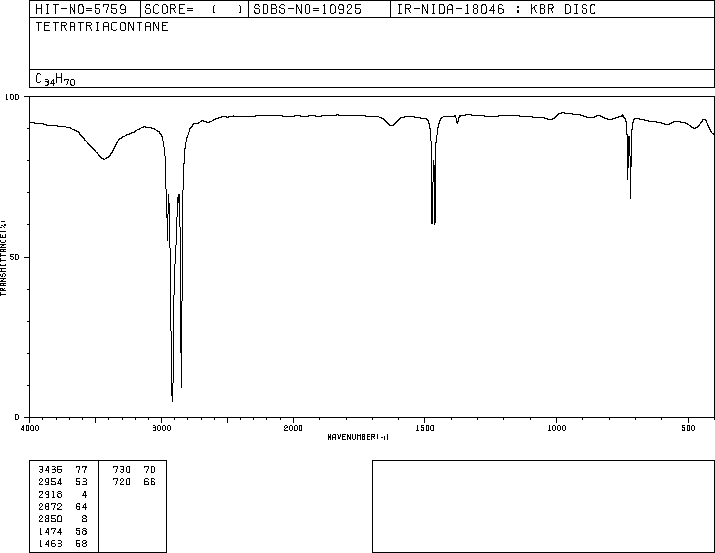 HIT-NO=5759 SCORE= ( ) SDBS-NO=10925 IR-NIDA-18046 : KBR DISC
TETRATRIACONTANE
C34H70
100
50
0
TRANSMITTANCE(%)
4000 3000 2000 1500 1000 500
WAVENUMBER(-1)
3436 77 730 70
2954 53 720 66
2918 4
2872 64
2850 8
1474 58
1463 58